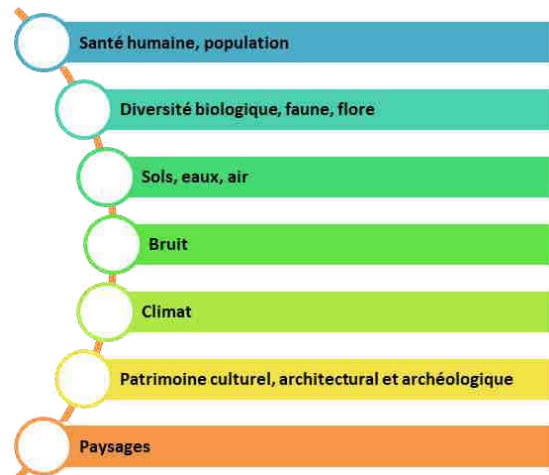 Santé humaine, population
Diversité biologique, faune, flore
Sols, eaux, air
Bruit
Climat
Patrimoine culturel, architectural et archéologique
Paysages